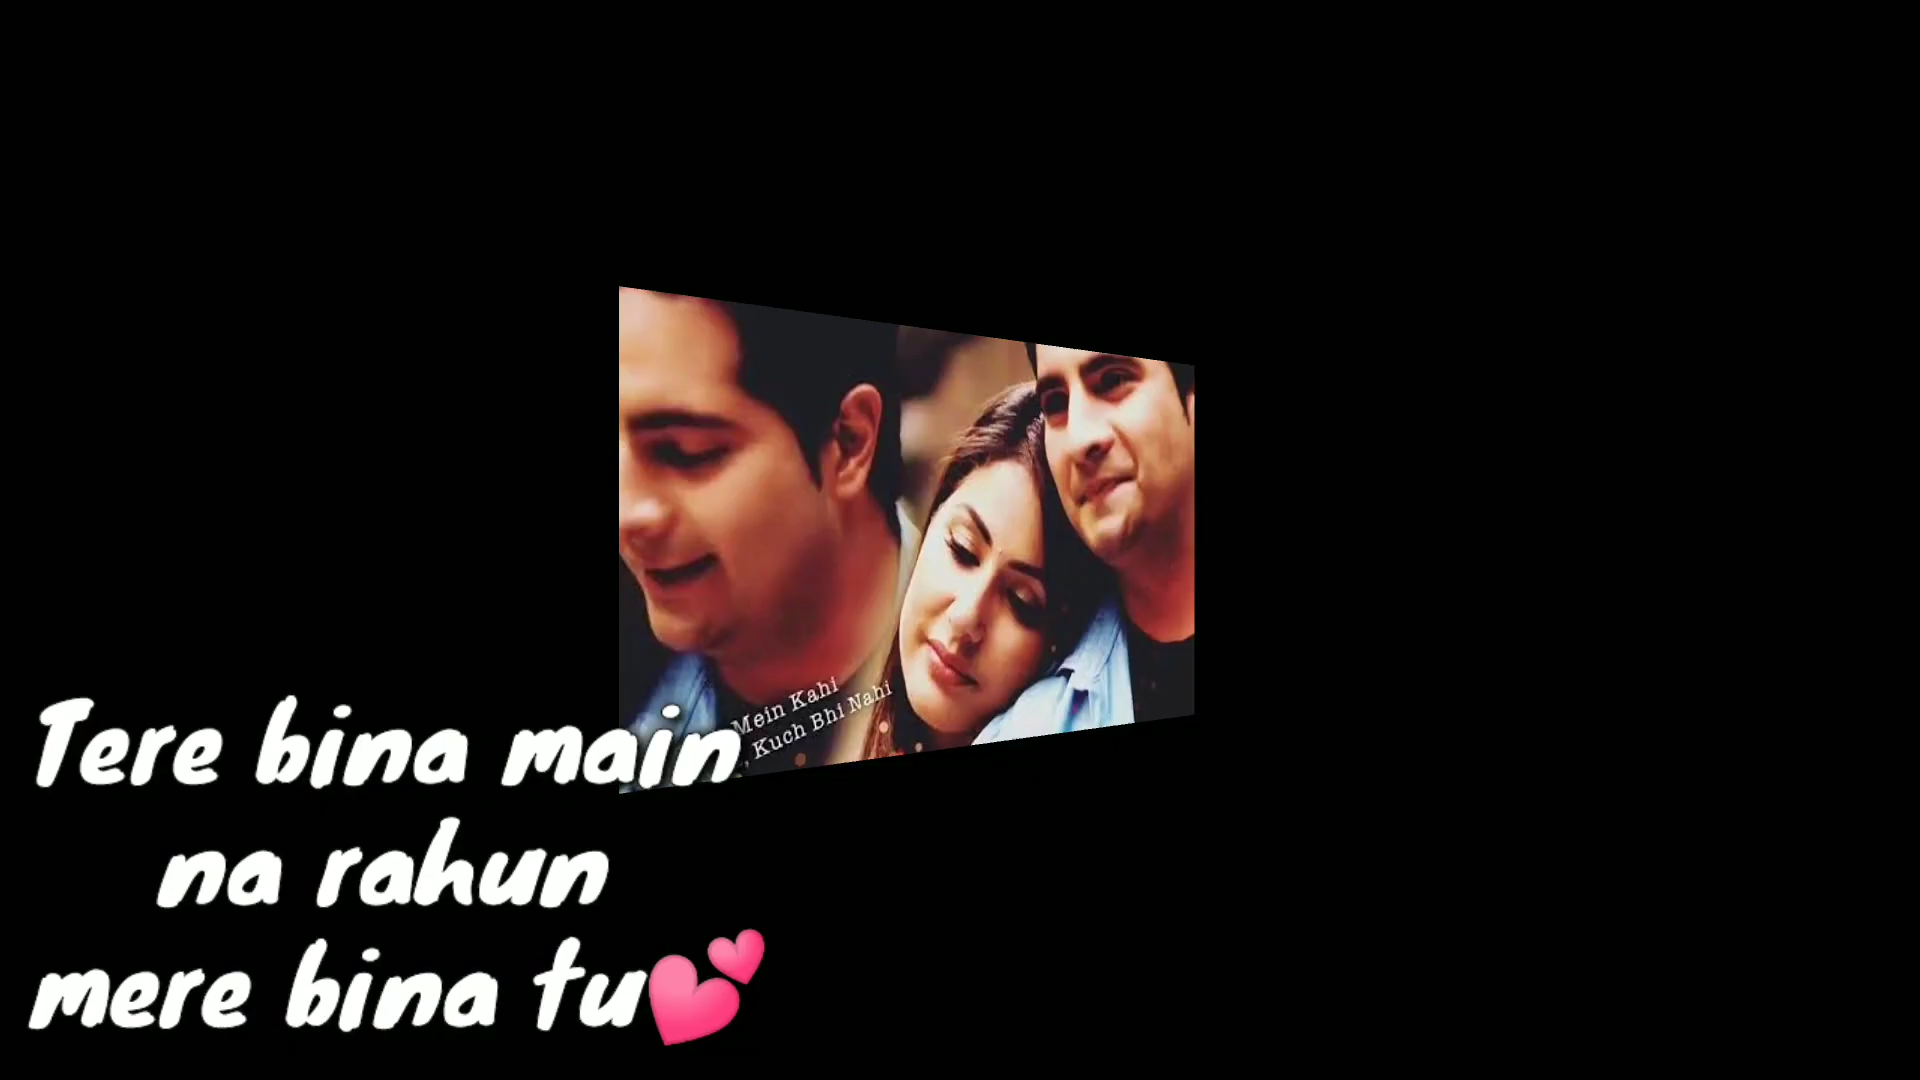 Mein Kahi
Kuch Bhi Nahi
Tere bina main
na rahun
mere bina tu💕